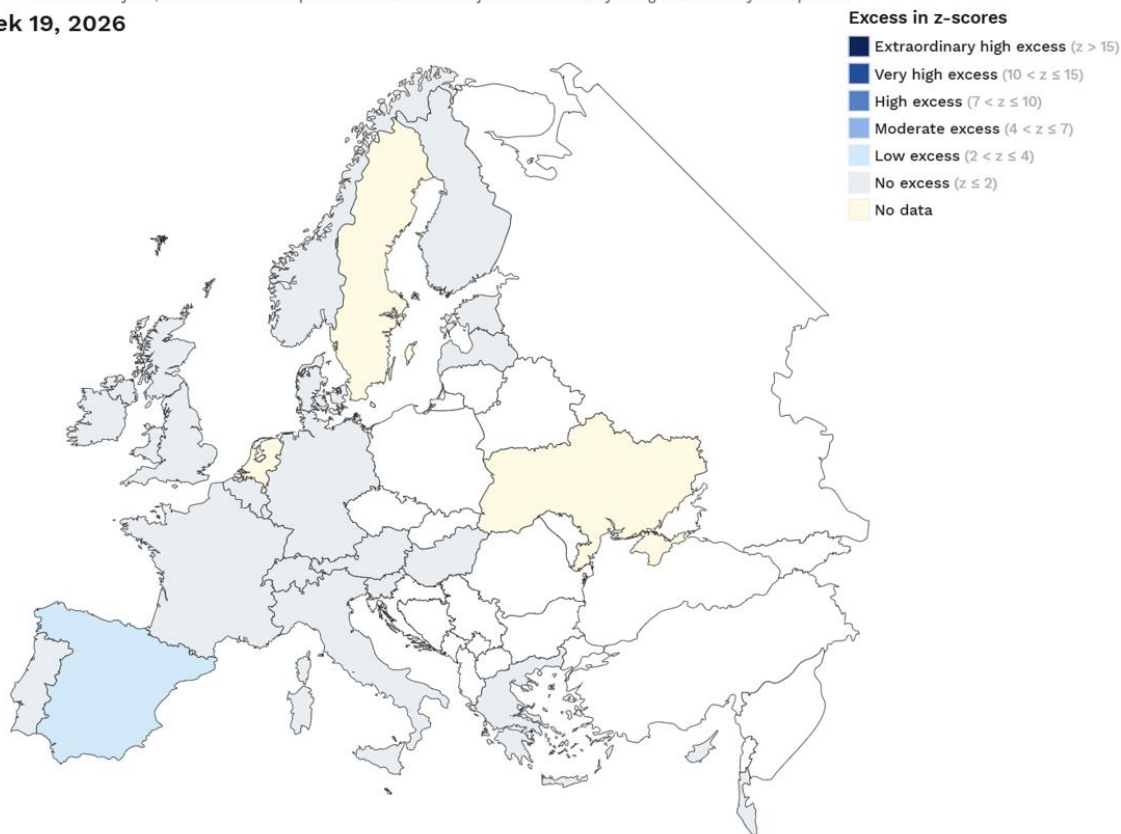 ek 19, 2026
Excess in z-scores
Extraordinary high excess (z > 15)
Very high excess (10 < z ≤ 15)
High excess (7 < z ≤ 10)
Moderate excess (4 < z ≤ 7)
Low excess (2 < z ≤ 4)
No excess (z ≤ 2)
No data